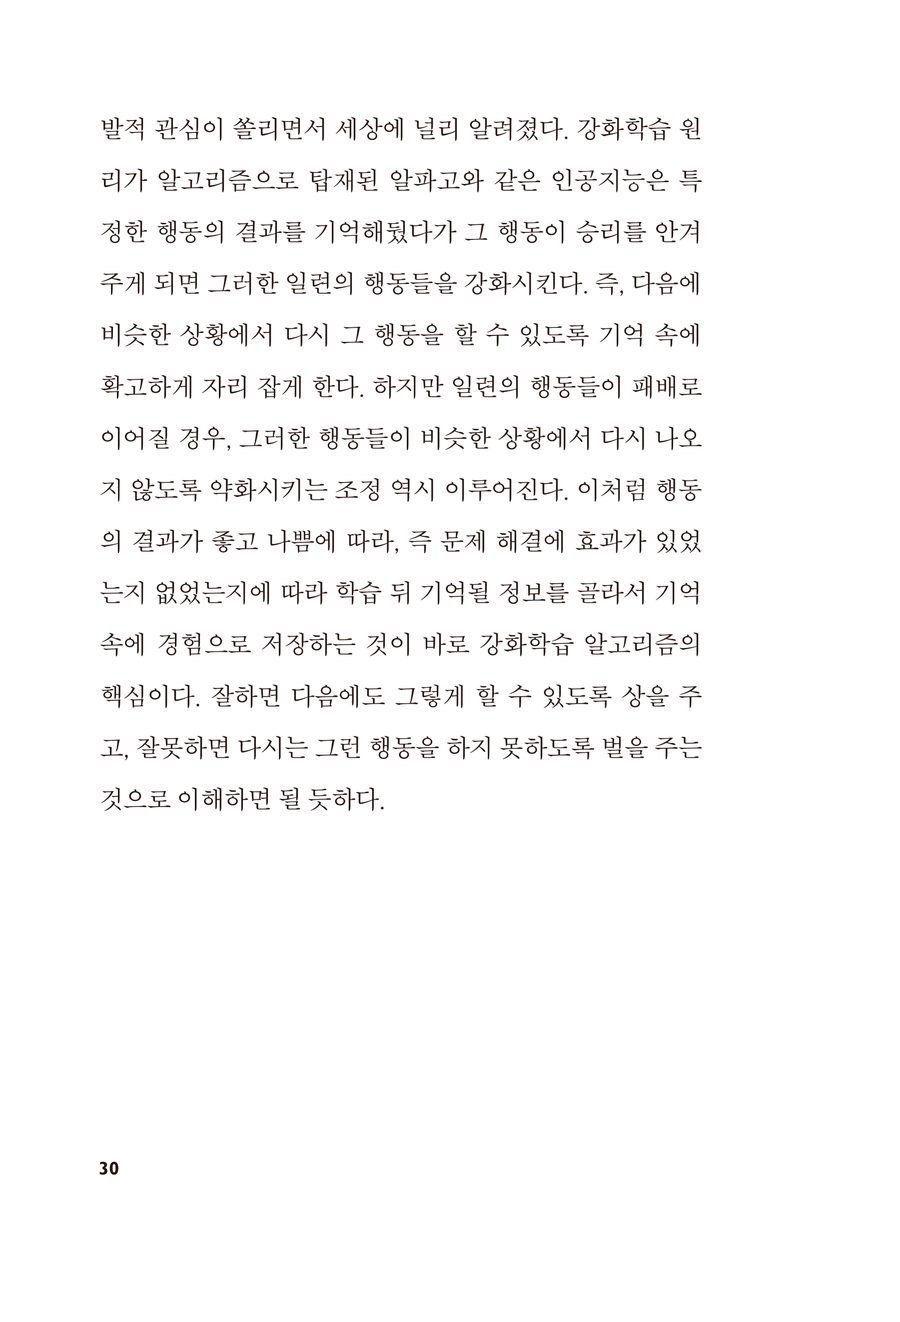 발적 관심이 쏠리면서 세상에 널리 알려졌다. 강화학습 원
리가 알고리즘으로 탑재된 알파고와 같은 인공지능은 특
정한 행동의 결과를 기억해뒀다가 그 행동이 승리를 안겨
주게 되면 그러한 일련의 행동들을 강화시킨다. 즉, 다음에
비슷한 상황에서 다시 그 행동을 할 수 있도록 기억 속에
확고하게 자리 잡게 한다. 하지만 일련의 행동들이 패배로
이어질 경우, 그러한 행동들이 비슷한 상황에서 다시 나오
지 않도록 약화시키는 조정 역시 이루어진다. 이처럼 행동
의 결과가 좋고 나쁨에 따라, 즉 문제 해결에 효과가 있었
는지 없었는지에 따라 학습 뒤 기억될 정보를 골라서 기억
속에 경험으로 저장하는 것이 바로 강화학습 알고리즘의
핵심이다. 잘하면 다음에도 그렇게 할 수 있도록 상을 주
고, 잘못하면 다시는 그런 행동을 하지 못하도록 벌을 주는
것으로 이해하면 될 듯하다.
30